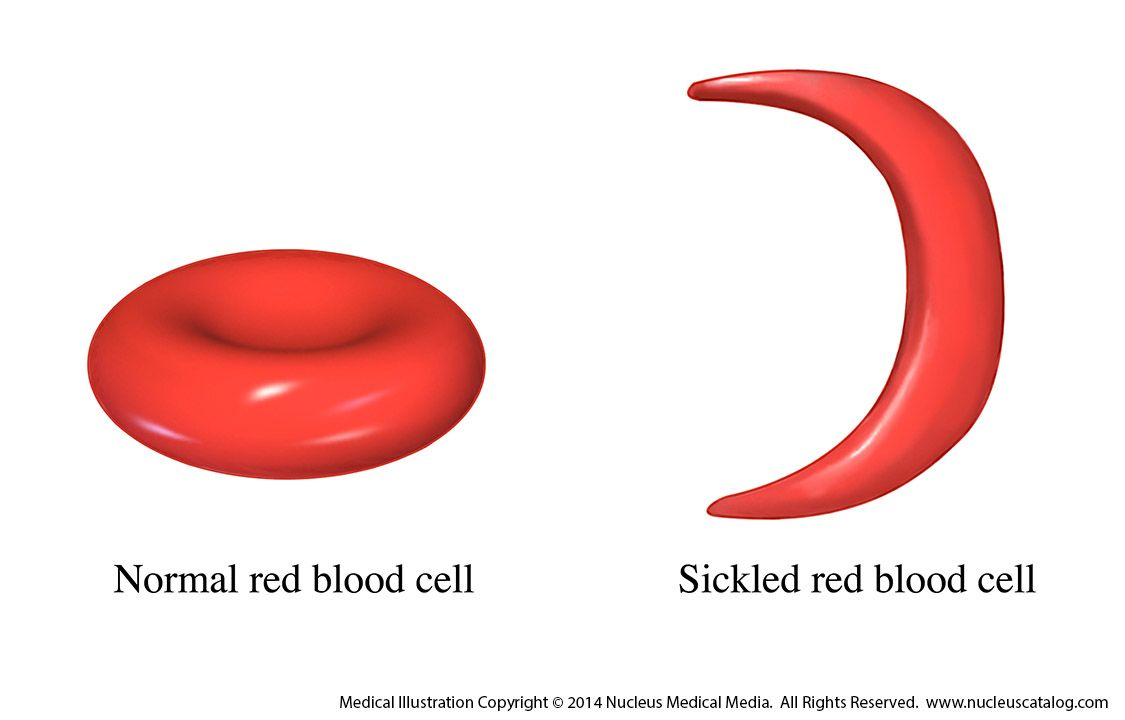 Normal red blood cell
Sickled red blood cell
Medical Illustration Copyright © 2014 Nucleus Medical Media. All Rights Reserved. www.nucleuscatalog.com